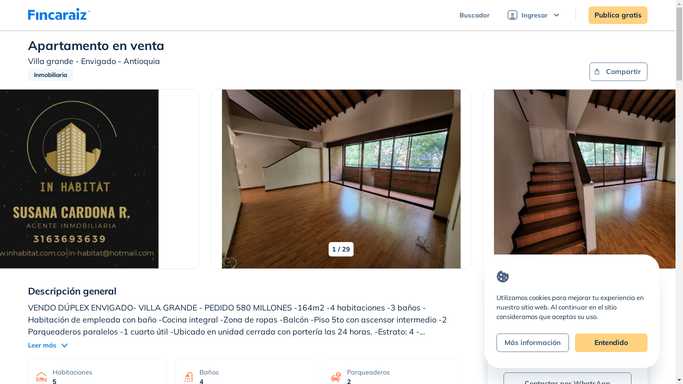 Fincaraiz
Buscador
Ingresar
Publica gratis
Apartamento en venta
Villa grande - Envigado - Antioquia
Inmobiliaria
Compartir
IN HÁBITAT
SUSANA CARDONA R.
AGENTE INMOBILIARIA
3163693639
www.inhabitat.com.co-in-habitat@hotmail.com
1 / 29
Descripción general
VENDO DÚPLEX ENVIGADO- VILLA GRANDE - PEDIDO 580 MILLONES -164m2 -4 habitaciones -3 baños -
Habitación de empleada con baño -Cocina integral -Zona de ropas -Balcón -Piso 5to con ascensor intermedio -2
Parqueaderos paralelos -1 cuarto útil -Ubicado en unidad cerrada con portería las 24 horas. -Estrato: 4 -...
Leer más
Habitaciones
5
Baños
4
Parqueaderos
2
Utilizamos cookies para mejorar tu experiencia en
nuestro sitio web. Al continuar en el sitio
consideramos que aceptas su uso.
Más información
Entendido
Contactar por WhatsApp